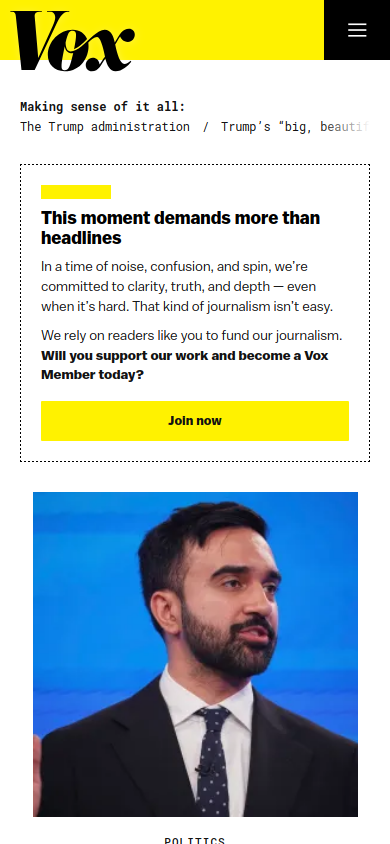 Vox
Making sense of it all:
The Trump administration / Trump's “big, beauti
This moment demands more than
headlines
In a time of noise, confusion, and spin, we’re
committed to clarity, truth, and depth — even
when it’s hard. That kind of journalism isn’t easy.
We rely on readers like you to fund our journalism.
Will you support our work and become a Vox
Member today?
Join now
POLITICS